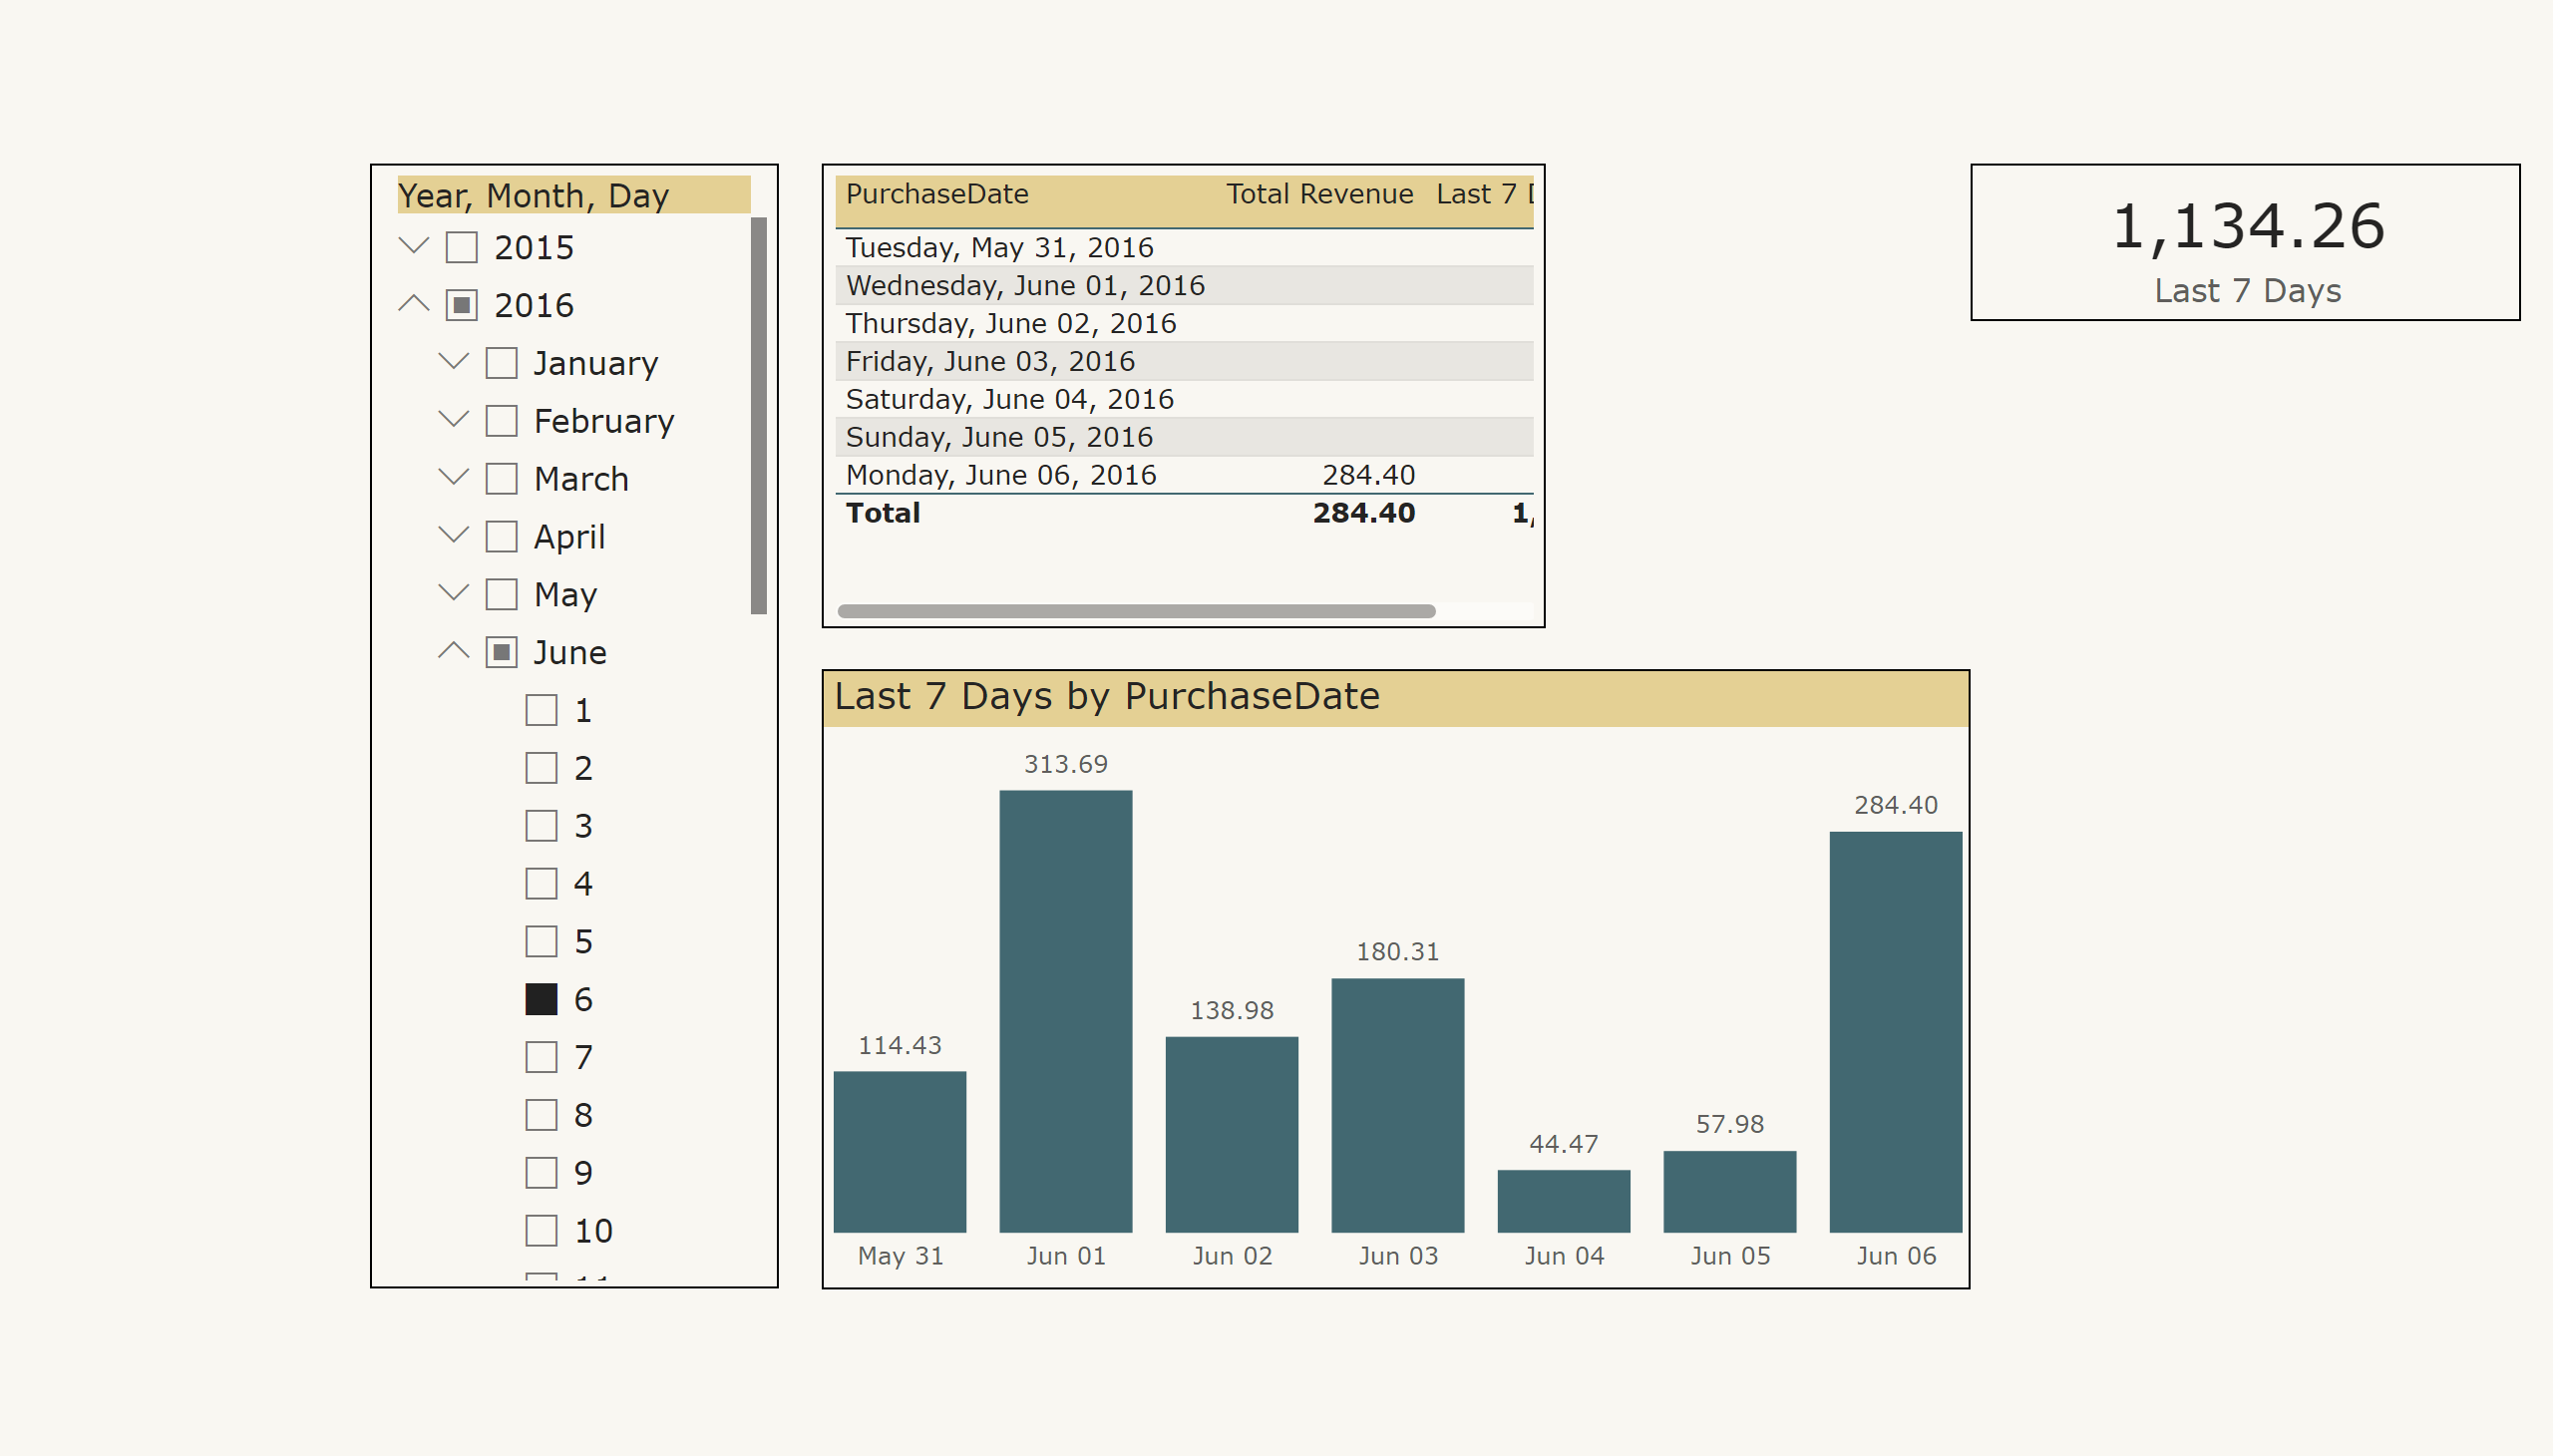 Year, Month, Day
2015
2016
January
February
March
April
May
June
1
2
3
4
5
6
7
8
9
10
PurchaseDate Total Revenue Last 7
Tuesday, May 31, 2016
Wednesday, June 01, 2016
Thursday, June 02, 2016
Friday, June 03, 2016
Saturday, June 04, 2016
Sunday, June 05, 2016
Monday, June 06, 2016 284.40
Total 284.40 1,
1,134.26
Last 7 Days
Last 7 Days by PurchaseDate
313.69
284.40
180.31
138.98
114.43
57.98
44.47
May 31 Jun 01 Jun 02 Jun 03 Jun 04 Jun 05 Jun 06